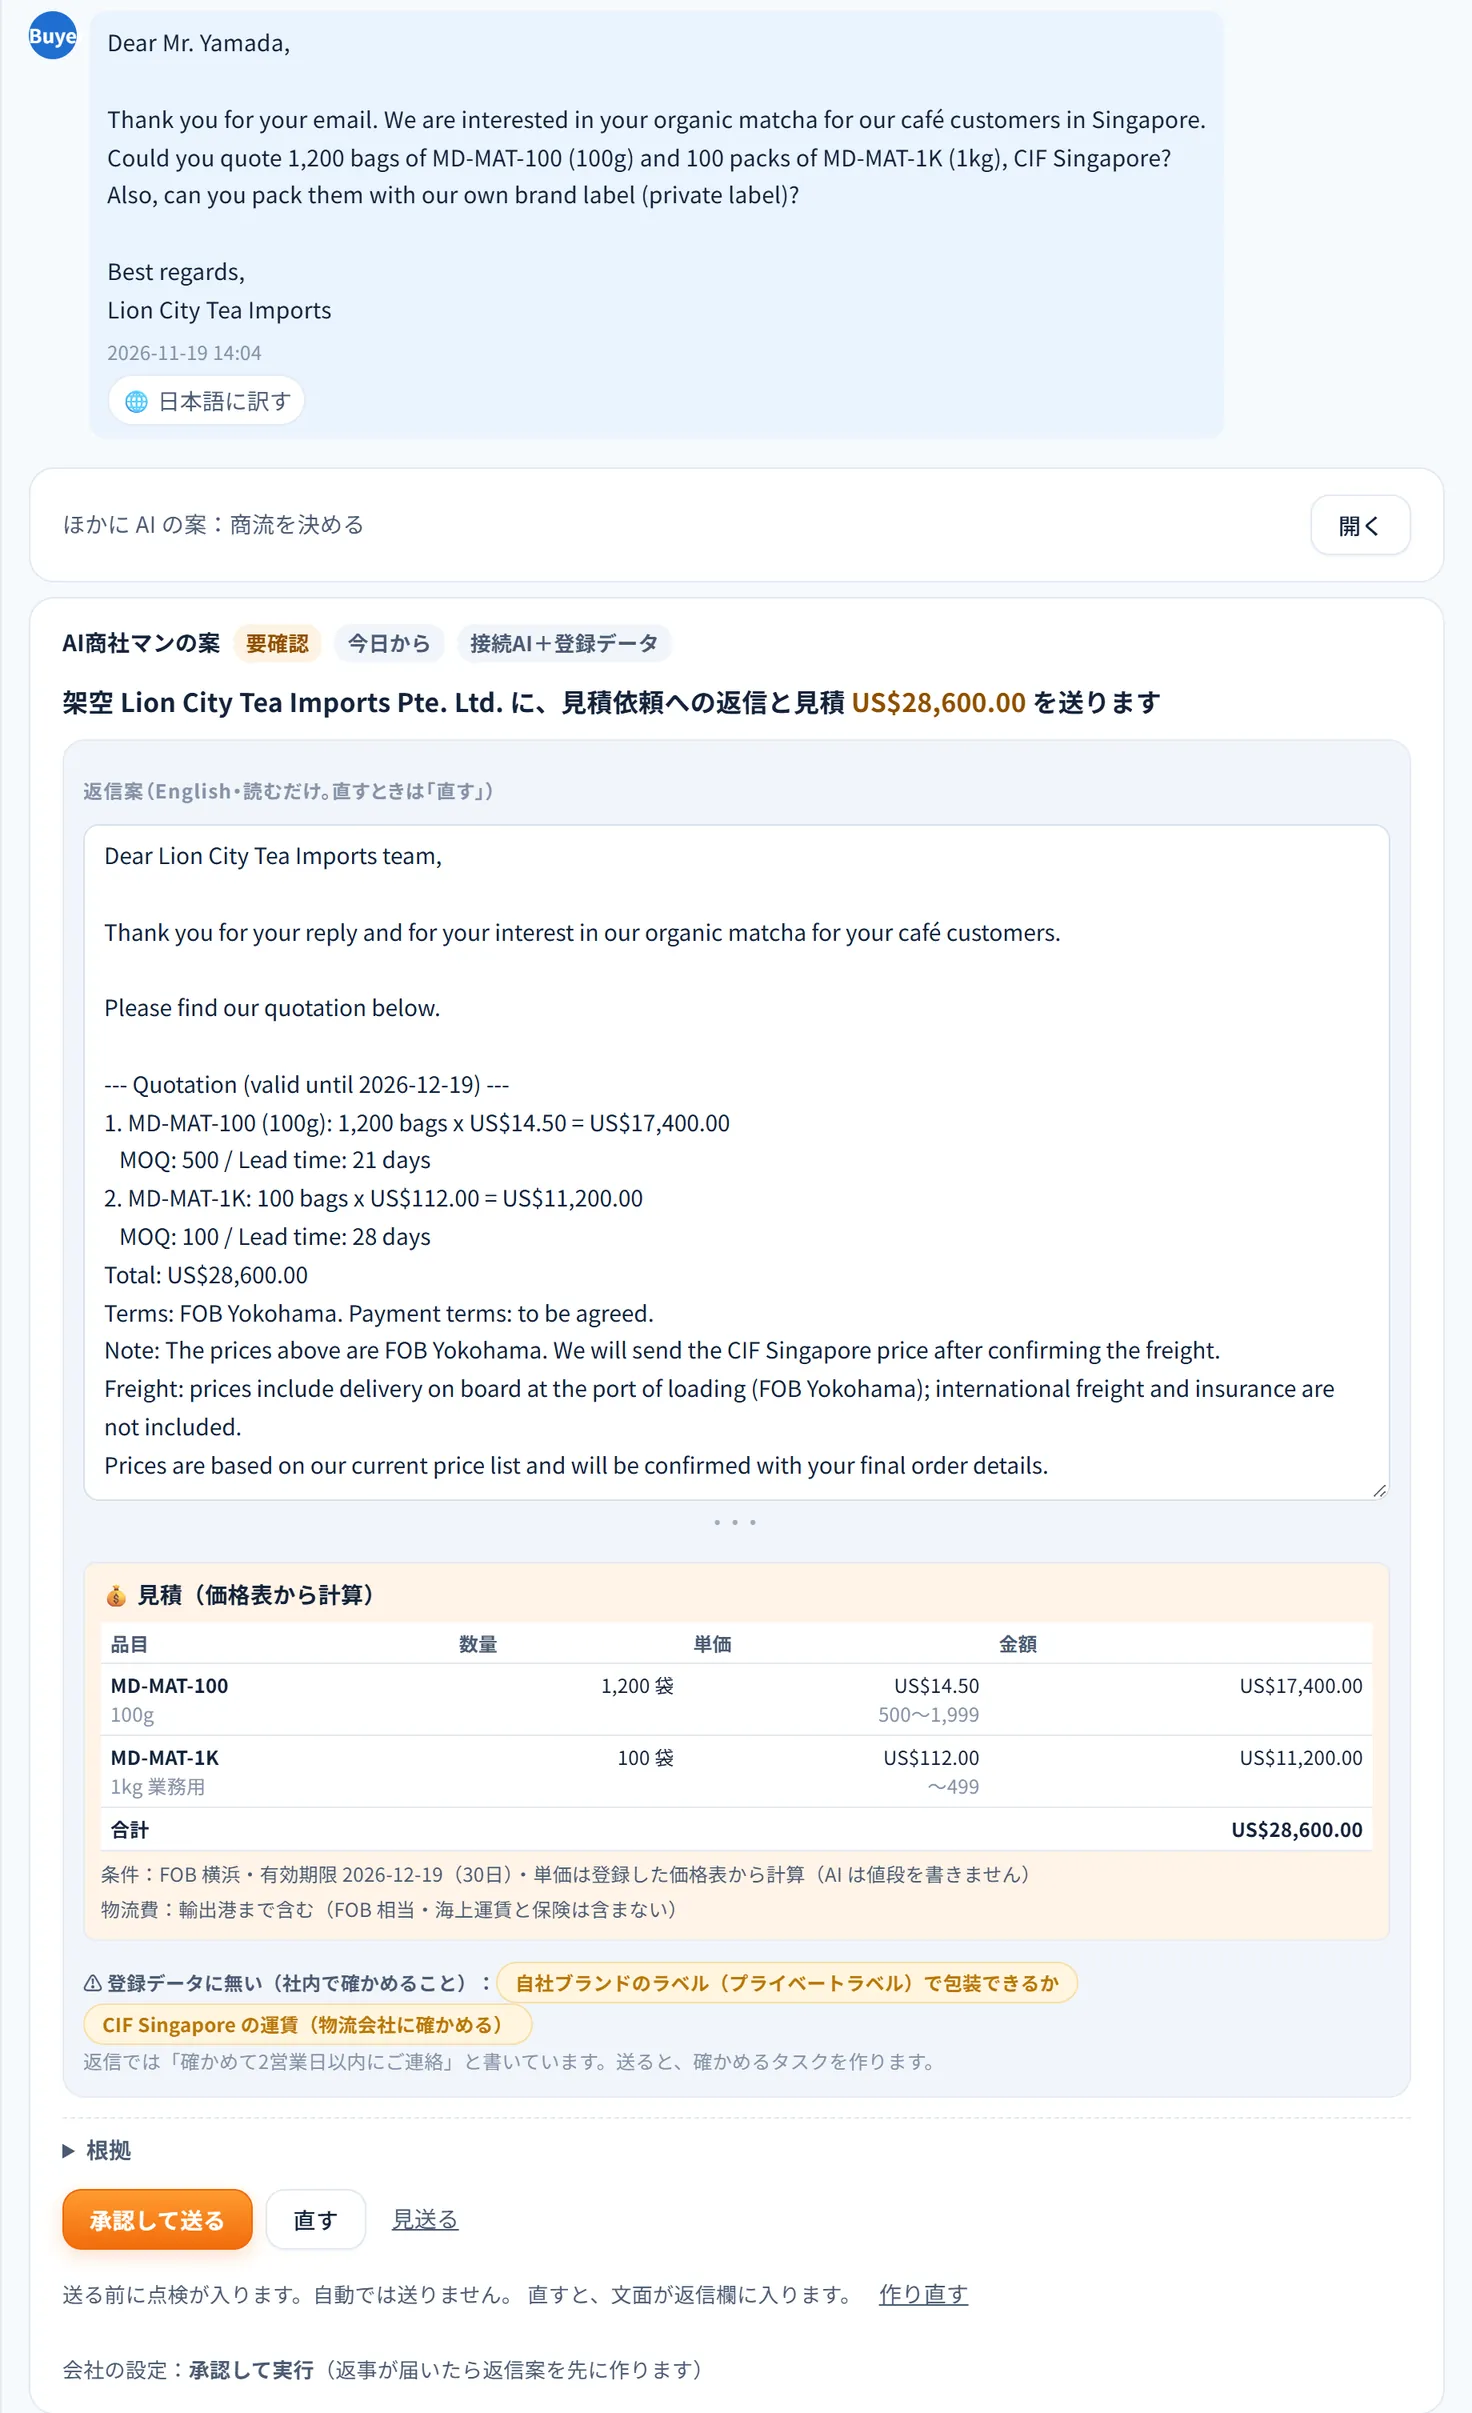 Buye
Dear Mr. Yamada,
Thank you for your email. We are interested in your organic matcha for our café customers in Singapore.
Could you quote 1,200 bags of MD-MAT-100 (100g) and 100 packs of MD-MAT-1K (1kg), CIF Singapore?
Also, can you pack them with our own brand label (private label)?
Best regards,
Lion City Tea Imports
2026-11-19 14:04
🌐 日本語に訳す
ほかに AI の案：商流を決める
開く
AI商社マンの案 要確認 今日から 接続AI＋登録データ
架空 Lion City Tea Imports Pte. Ltd. に、見積依頼への返信と見積 US$28,600.00 を送ります
返信案（English・読むだけ。直すときは「直す」）
Dear Lion City Tea Imports team,
Thank you for your reply and for your interest in our organic matcha for your café customers.
Please find our quotation below.
--- Quotation (valid until 2026-12-19) ---
1. MD-MAT-100 (100g): 1,200 bags x US$14.50 = US$17,400.00
MOQ: 500 / Lead time: 21 days
2. MD-MAT-1K: 100 bags x US$112.00 = US$11,200.00
MOQ: 100 / Lead time: 28 days
Total: US$28,600.00
Terms: FOB Yokohama. Payment terms: to be agreed.
Note: The prices above are FOB Yokohama. We will send the CIF Singapore price after confirming the freight.
Freight: prices include delivery on board at the port of loading (FOB Yokohama); international freight and insurance are
not included.
Prices are based on our current price list and will be confirmed with your final order details.
• • •
💰 見積（価格表から計算）
品目 数量 単価 金額
MD-MAT-100 1,200 袋 US$14.50 US$17,400.00
100g 500〜1,999
MD-MAT-1K 100 袋 US$112.00 US$11,200.00
1kg 業務用 〜499
合計 US$28,600.00
条件：FOB 横浜・有効期限 2026-12-19（30日）・単価は登録した価格表から計算（AI は値段を書きません）
物流費：輸出港まで含む（FOB 相当・海上運賃と保険は含まない）
⚠ 登録データに無い（社内で確かめること）： 自社ブランドのラベル（プライベートラベル）で包装できるか
CIF Singapore の運賃（物流会社に確かめる）
返信では「確かめて2営業日以内にご連絡」と書いています。送ると、確かめるタスクを作ります。
▶ 根拠
承認して送る 直す 見送る
送る前に点検が入ります。自動では送りません。 直すと、文面が返信欄に入ります。 作り直す
会社の設定：承認して実行（返事が届いたら返信案を先に作ります）